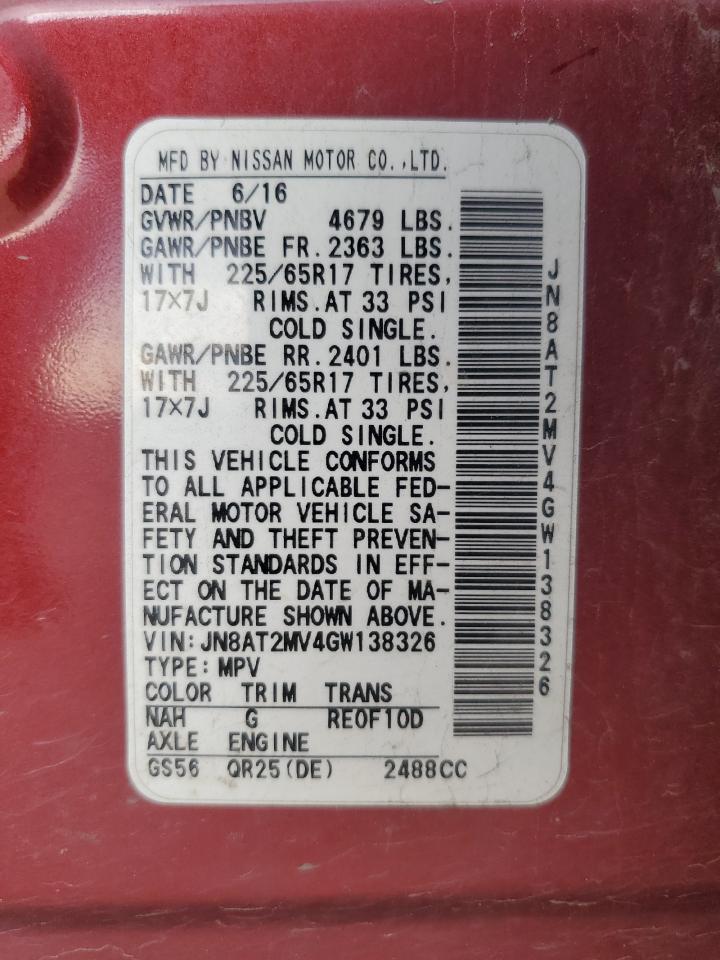 MFD BY NISSAN MOTOR CO.,LTD.
DATE 6/16
GVWR/PNBV 4679 LBS.
GAWR/PNBE FR.2363 LBS.
WITH 225/65R17 TIRES,
17×7J RIMS.AT 33 PSI
COLD SINGLE.
GAWR/PNBE RR.2401 LBS.
WITH 225/65R17 TIRES,
17×7J RIMS.AT 33 PSI
COLD SINGLE.
THIS VEHICLE CONFORMS
TO ALL APPLICABLE FED-
ERAL MOTOR VEHICLE SA-
FETY AND THEFT PREVEN-
TION STANDARDS IN EFF-
ECT ON THE DATE OF MA-
NUFACTURE SHOWN ABOVE.
VIN:JN8AT2MV4GW138326
TYPE:MPV
COLOR TRIM TRANS
NAH G RE0F10D
AXLE ENGINE
GS56 QR25(DE) 2488CC
JN8AT2MV4GW138326